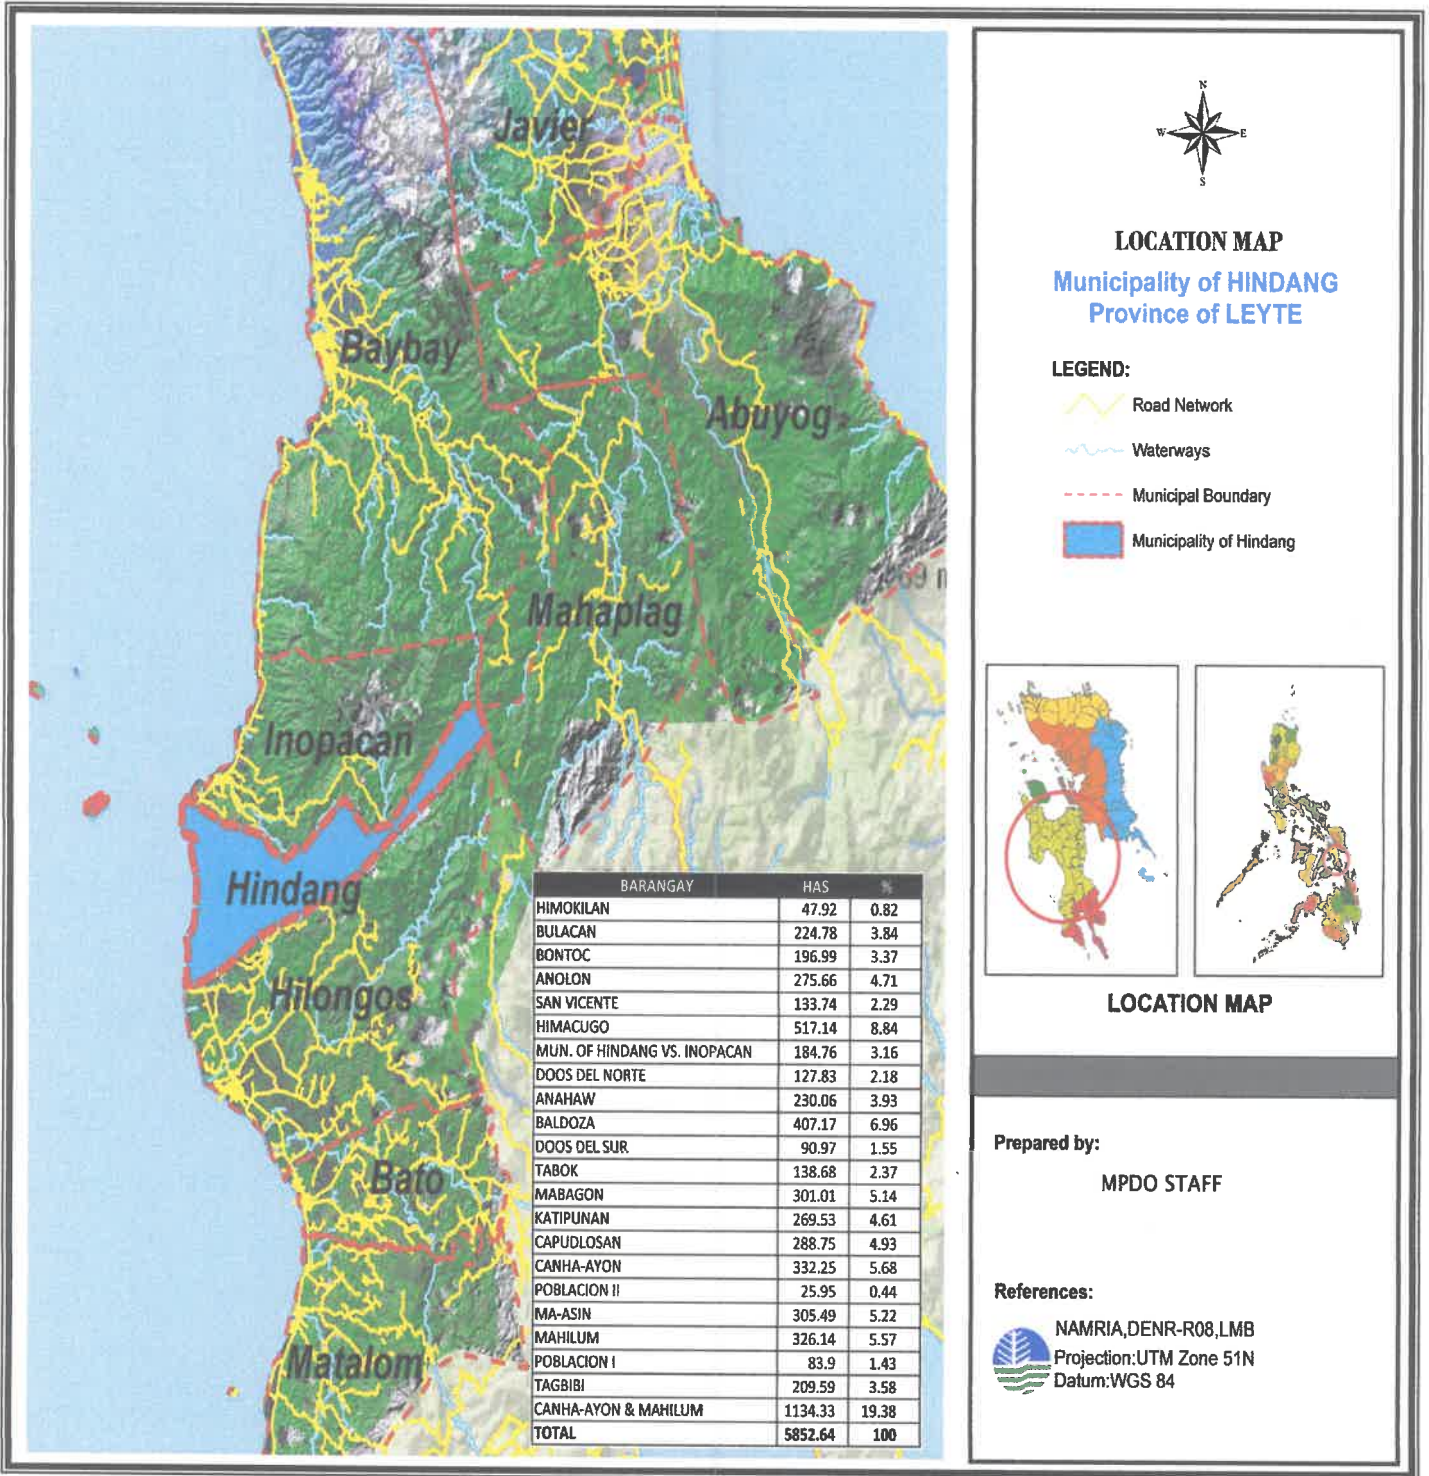 Javier
Baybay
Abuyog
Mahaplag
Inopacan
Hindang
Hilongos
Bato
Matalom
BARANGAY HAS %
HIMOKILAN 47.92 0.82
BULACAN 224.78 3.84
BONTOC 196.99 3.37
ANOLON 275.66 4.71
SAN VICENTE 133.74 2.29
HIMACUGO 517.14 8.84
MUN. OF HINDANG VS. INOPACAN 184.76 3.16
DOOS DEL NORTE 127.83 2.18
ANAHAW 230.06 3.93
BALDOZA 407.17 6.96
DOOS DEL SUR 90.97 1.55
TABOK 138.68 2.37
MABAGON 301.01 5.14
KATIPUNAN 269.53 4.61
CAPUDLOSAN 288.75 4.93
CANHA-AYON 332.25 5.68
POBLACION II 25.95 0.44
MA-ASIN 305.49 5.22
MAHILUM 326.14 5.57
POBLACION I 83.9 1.43
TAGBIBI 209.59 3.58
CANHA-AYON & MAHILUM 1134.33 19.38
TOTAL 5852.64 100
N
W E
S
LOCATION MAP
Municipality of HINDANG
Province of LEYTE
LEGEND:
Road Network
Waterways
Municipal Boundary
Municipality of Hindang
LOCATION MAP
Prepared by:
MPDO STAFF
References:
NAMRIA,DENR-R08,LMB
Projection:UTM Zone 51N
Datum:WGS 84